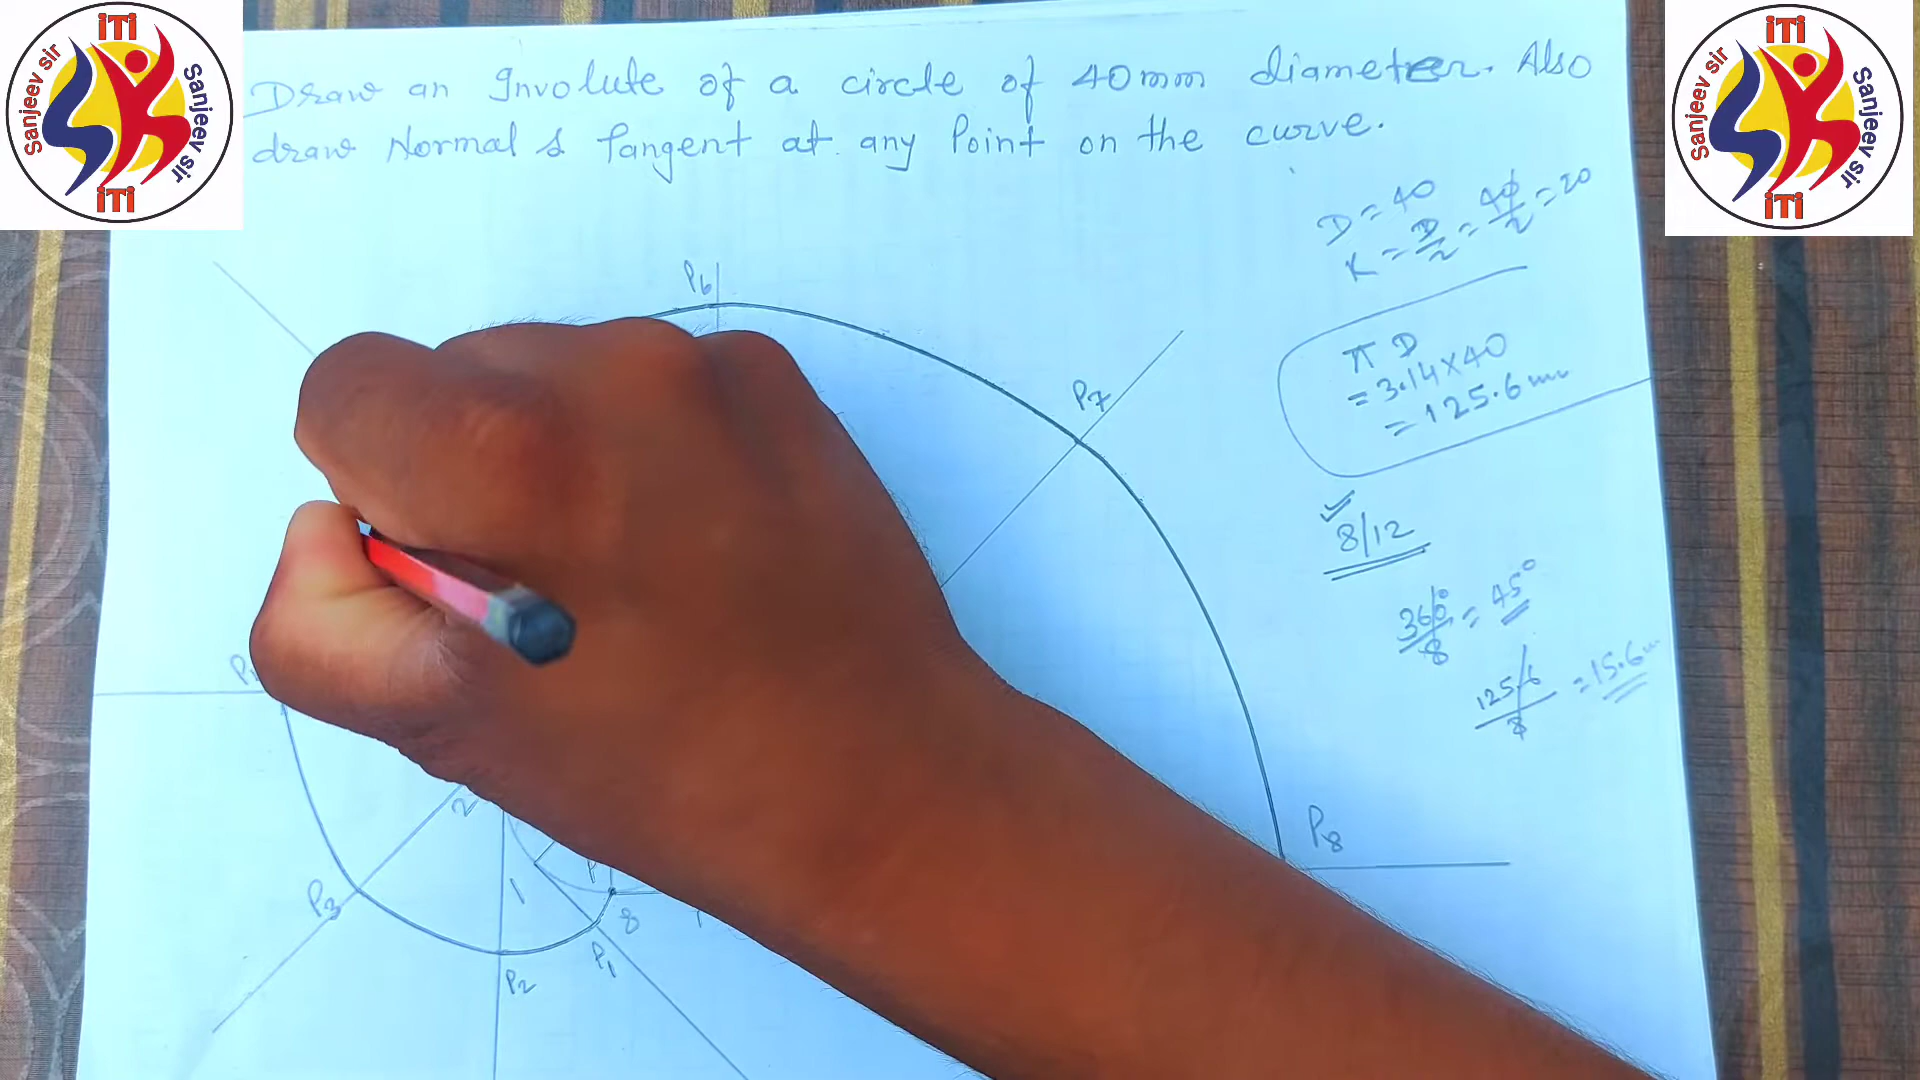 iTi
Sanjeev sir
Sanjeev sir
iTi
iTi
Sanjeev sir
Sanjeev sir
iTi
Draw an Involute of a circle of 40mm diameter. Also
draw Normal & Tangent at any Point on the curve.
D = 40
= D/2 = 40/2 = 20
π D
= 3.14×40
= 125.6 mm
8/12
360°/8 = 45°
125.6/8 = 15.6
P6
P7
P8
2
P3
1
8
P1
P2